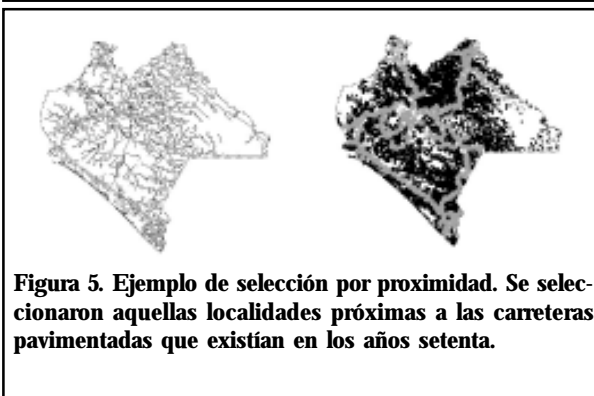 Figura 5. Ejemplo de selección por proximidad. Se selec-
cionaron aquellas localidades próximas a las carreteras
pavimentadas que existían en los años setenta.